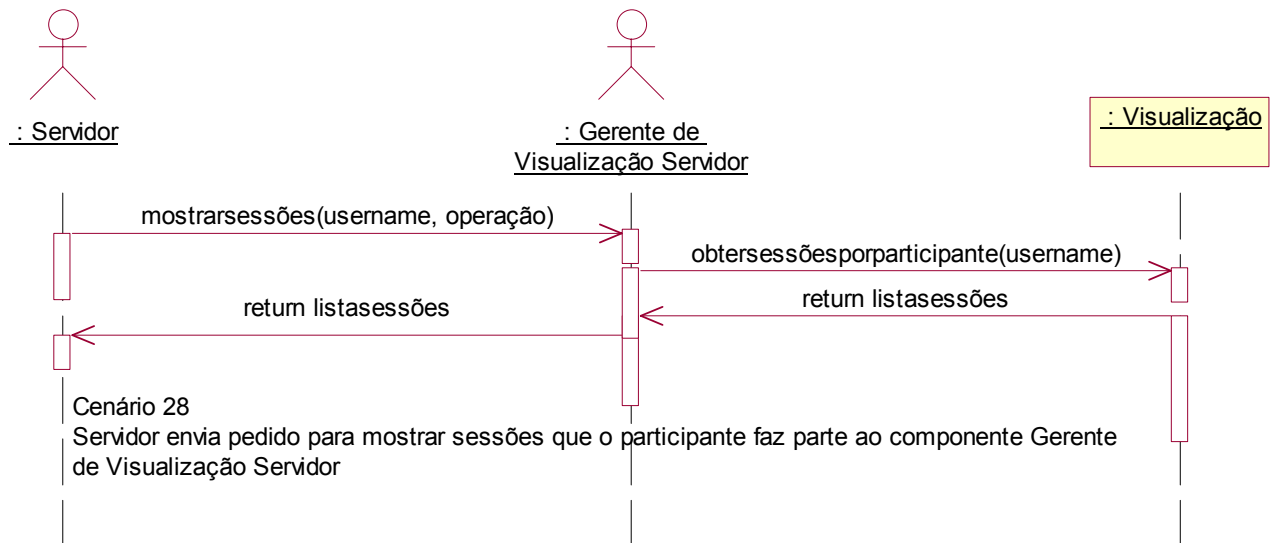 : Servidor
: Gerente de
Visualização Servidor
: Visualização
mostrarsessões(username, operação)
obtersessõesporparticipante(username)
return listasessões
return listasessões
Cenário 28
Servidor envia pedido para mostrar sessões que o participante faz parte ao componente Gerente
de Visualização Servidor